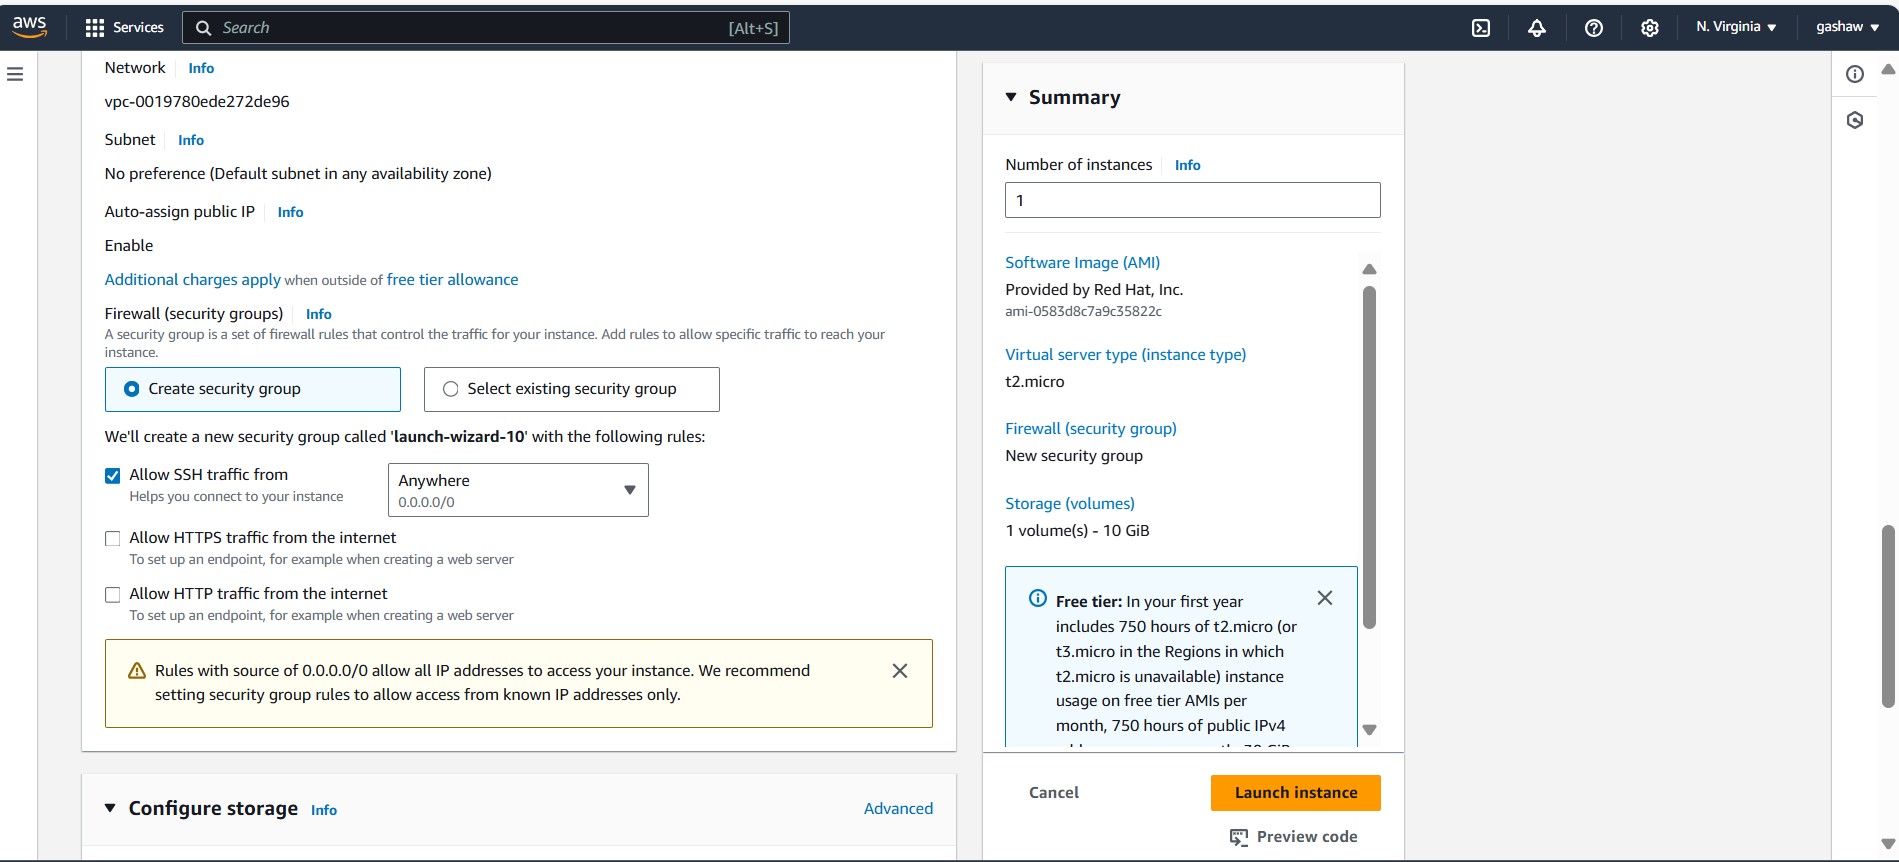 aws
Services
Search
[Alt+S]
N. Virginia
gashaw
Network
Info
vpc-0019780ede272de96
Subnet
Info
No preference (Default subnet in any availability zone)
Auto-assign public IP
Info
Enable
Additional charges apply when outside of free tier allowance
Firewall (security groups)
Info
A security group is a set of firewall rules that control the traffic for your instance. Add rules to allow specific traffic to reach your
instance.
Create security group
Select existing security group
We'll create a new security group called 'launch-wizard-10' with the following rules:
Allow SSH traffic from
Helps you connect to your instance
Anywhere
0.0.0.0/0
Allow HTTPS traffic from the internet
To set up an endpoint, for example when creating a web server
Allow HTTP traffic from the internet
To set up an endpoint, for example when creating a web server
Rules with source of 0.0.0.0/0 allow all IP addresses to access your instance. We recommend
setting security group rules to allow access from known IP addresses only.
Configure storage
Info
Advanced
Summary
Number of instances
Info
1
Software Image (AMI)
Provided by Red Hat, Inc.
ami-0583d8c7a9c35822c
Virtual server type (instance type)
t2.micro
Firewall (security group)
New security group
Storage (volumes)
1 volume(s) - 10 GiB
Free tier: In your first year
includes 750 hours of t2.micro (or
t3.micro in the Regions in which
t2.micro is unavailable) instance
usage on free tier AMIs per
month, 750 hours of public IPv4
Cancel
Launch instance
Preview code